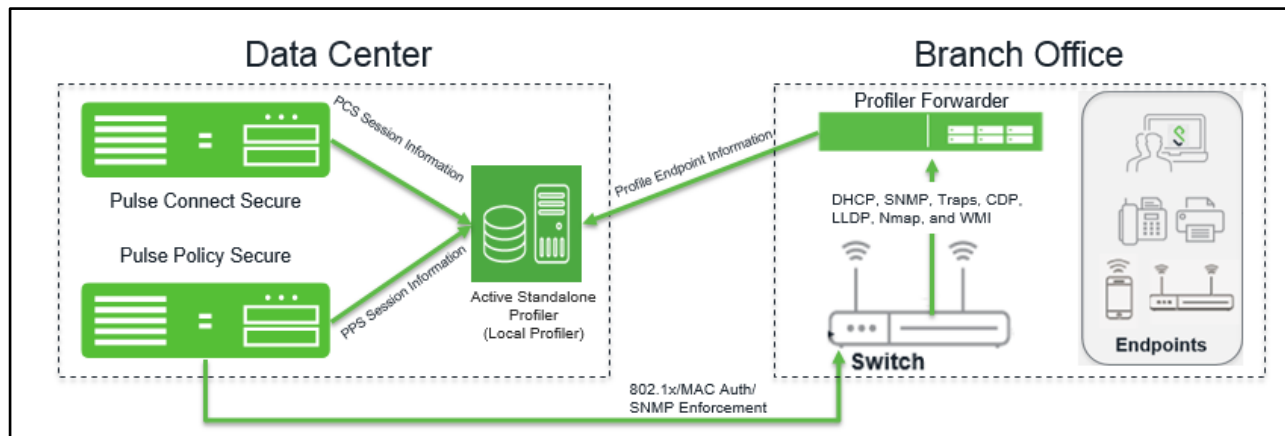 Data Center
Branch Office
PCS Session Information
Pulse Connect Secure
Pulse Policy Secure
PPS Session Information
Active Standalone
Profiler
(Local Profiler)
Profile Endpoint Information
Profiler Forwarder
DHCP, SNMP, Traps, CDP,
LLDP, Nmap, and WMI
Switch
Endpoints
802.1x/MAC Auth/
SNMP Enforcement